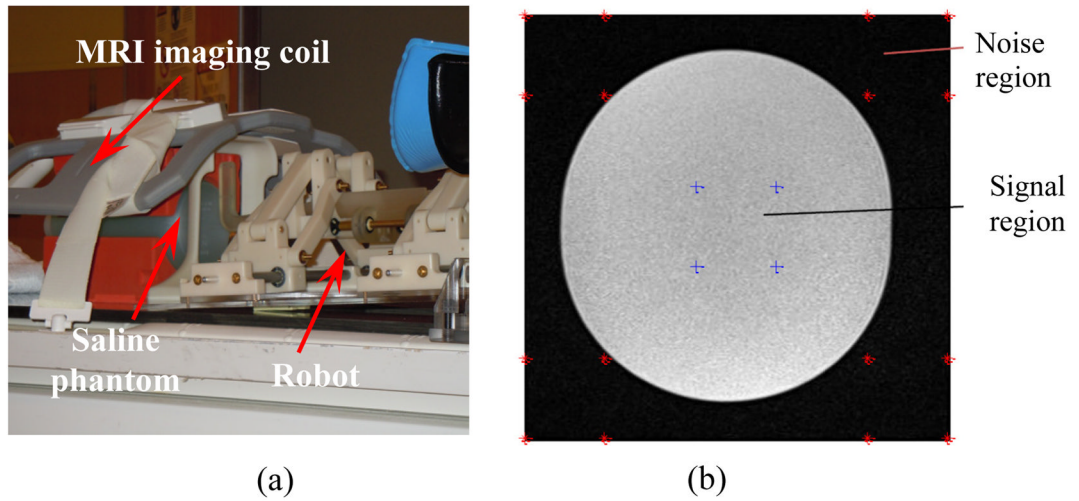 MRI imaging coil
Saline
phantom
Robot
Noise
region
Signal
region
(a)
(b)